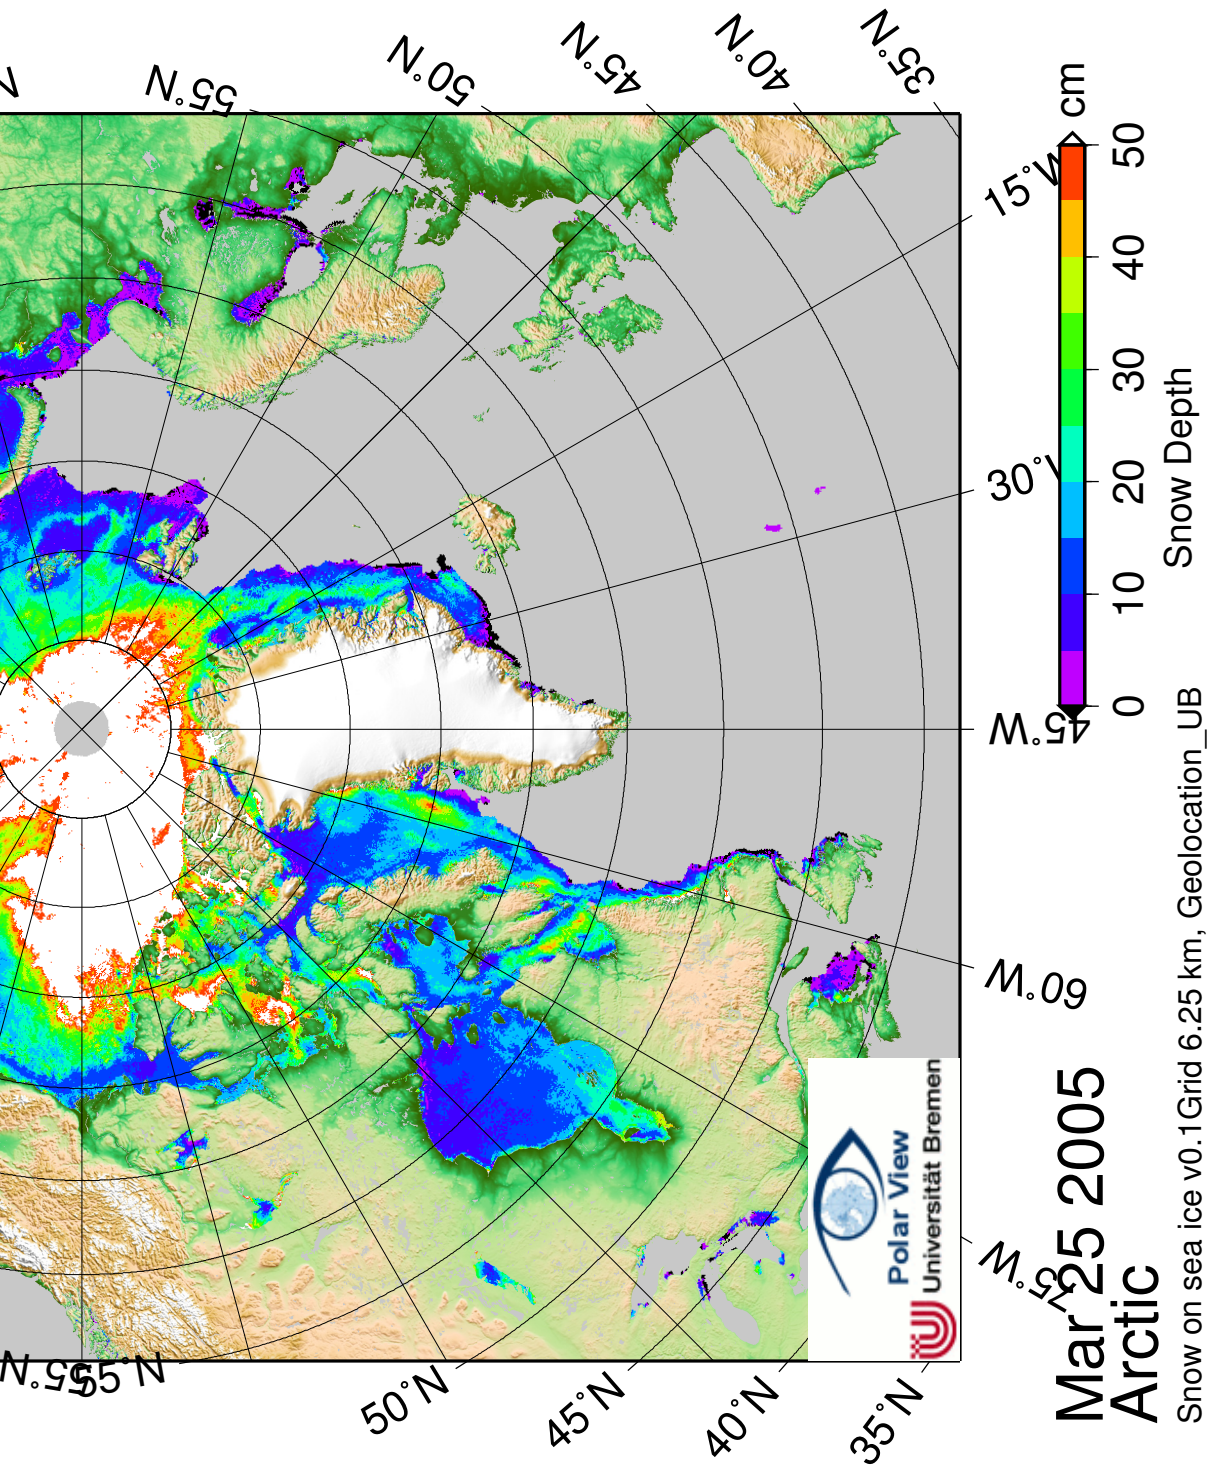 55°N
50°N
45°N
40°N
35°N
15°W
30°
45°W
60°W
75°W
55°N
55°N
50°N
45°N
40°N
35°N
cm
0 10 20 30 40 50
Snow Depth
Mar 25 2005
Arctic
Snow on sea ice v0.1Grid 6.25 km, Geolocation_UB
Polar View
Universität Bremen